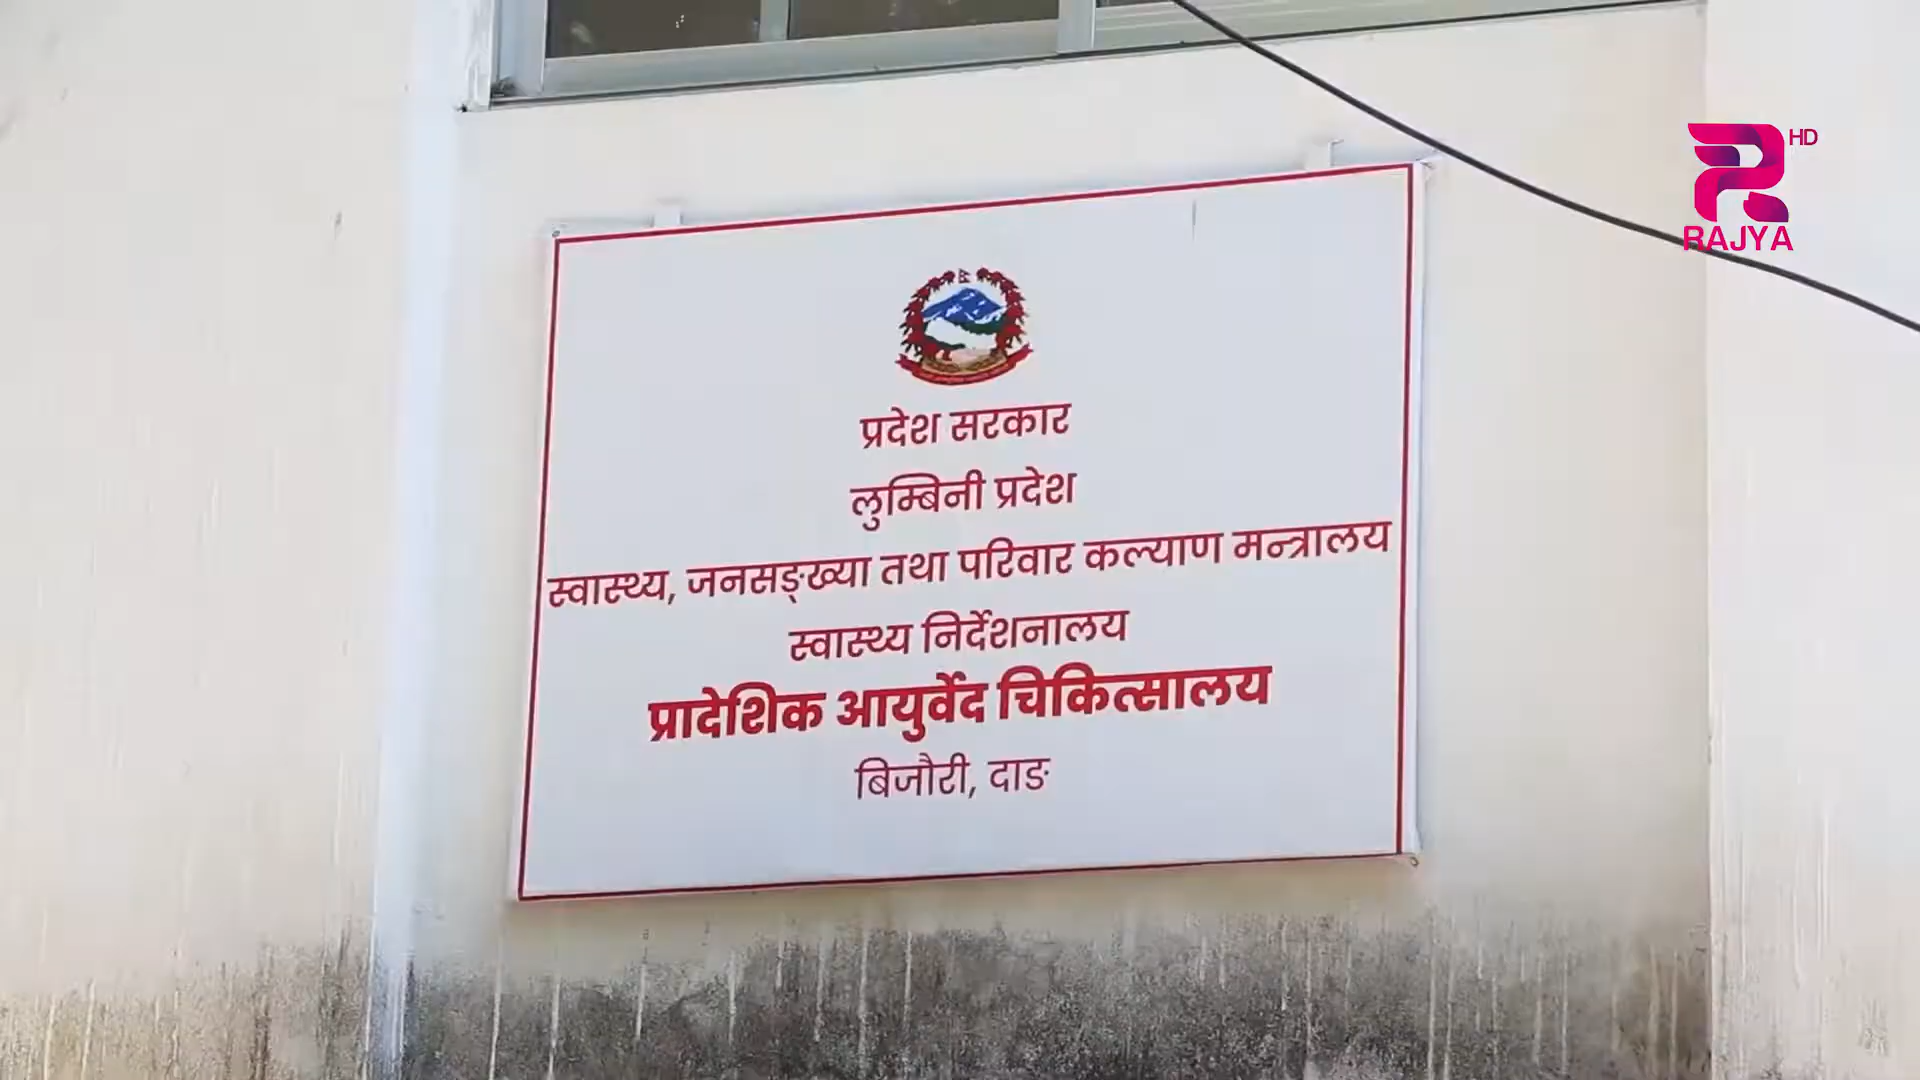 प्रदेश सरकार
लुम्बिनी प्रदेश
स्वास्थ्य, जनसङ्ख्या तथा परिवार कल्याण मन्त्रालय
स्वास्थ्य निर्देशनालय
प्रादेशिक आयुर्वेद चिकित्सालय
बिजौरी, दाङ
HD
RAJYA